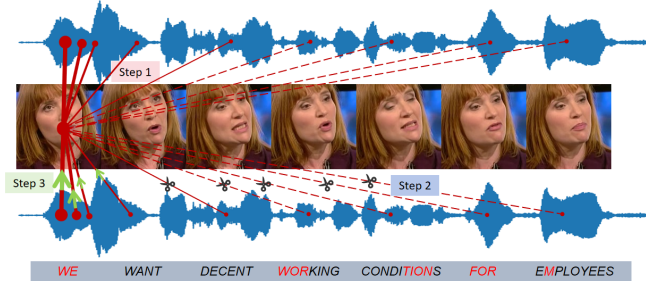 Step 1
Step 3
Step 2
WE WANT DECENT WORKING CONDITIONS FOR EMPLOYEES